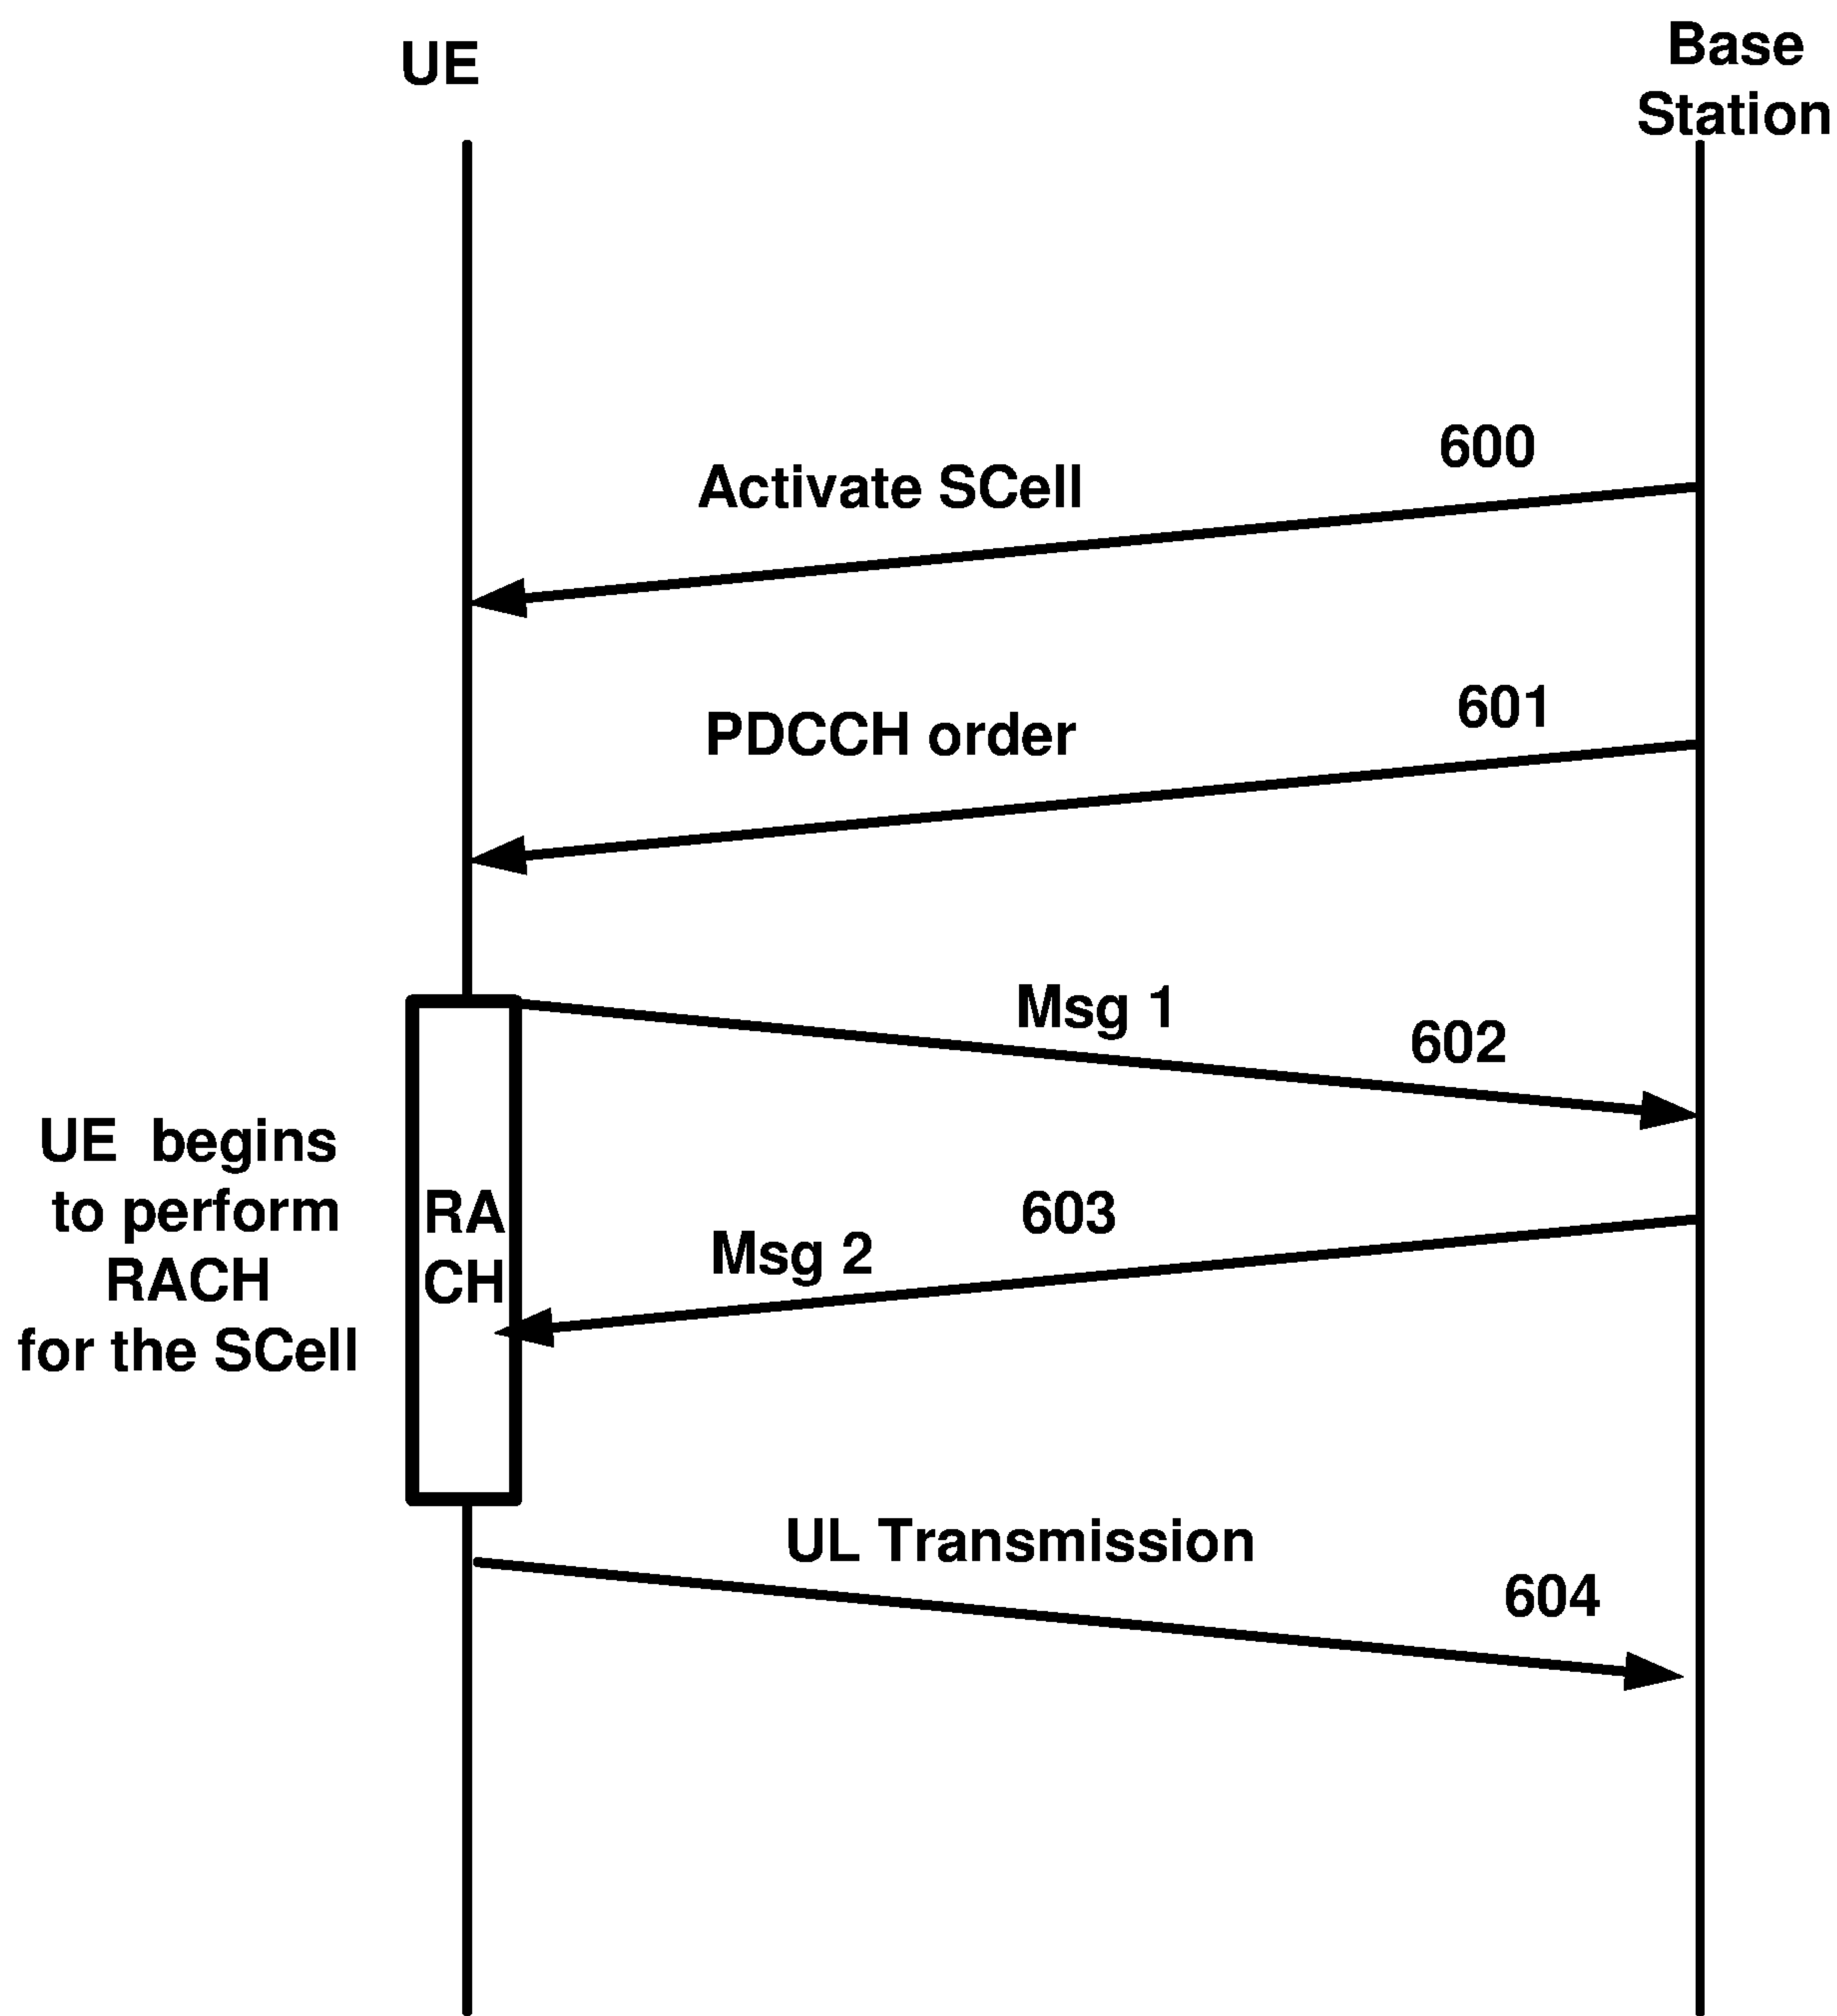 UE
Base
Station
600
Activate SCell
601
PDCCH order
Msg 1
602
UE begins
to perform
RACH
for the SCell
RA
CH
603
Msg 2
UL Transmission
604